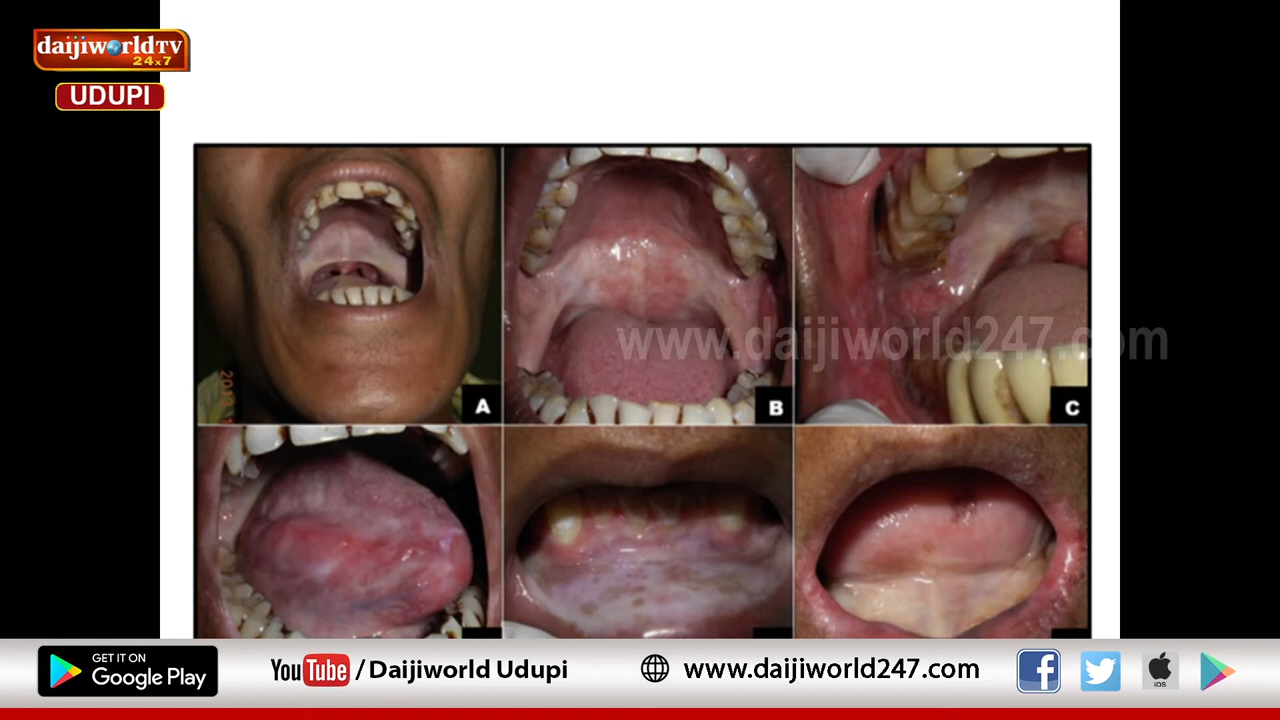 daijiworldTV
24x7
UDUPI
www.daijiworld247.com
A
B
C
GET IT ON
Google Play
YouTube /Daijiworld Udupi
www.daijiworld247.com
iOS